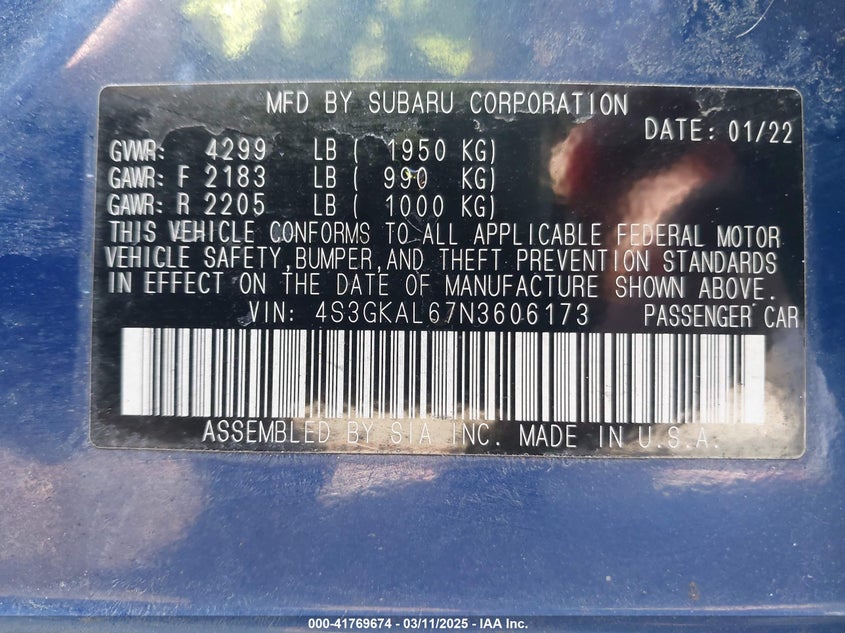 MFD BY SUBARU CORPORATION
DATE: 01/22
GVWR: 4299 LB ( 1950 KG)
GAWR: F 2183 LB ( 990 KG)
GAWR: R 2205 LB ( 1000 KG)
THIS VEHICLE CONFORMS TO ALL APPLICABLE FEDERAL MOTOR
VEHICLE SAFETY, BUMPER, AND THEFT PREVENTION STANDARDS
IN EFFECT ON THE DATE OF MANUFACTURE SHOWN ABOVE.
VIN: 4S3GKAL67N3606173 PASSENGER CAR
ASSEMBLED BY SIA INC. MADE IN U.S.A.
000-41769674 - 03/11/2025 - IAA Inc.